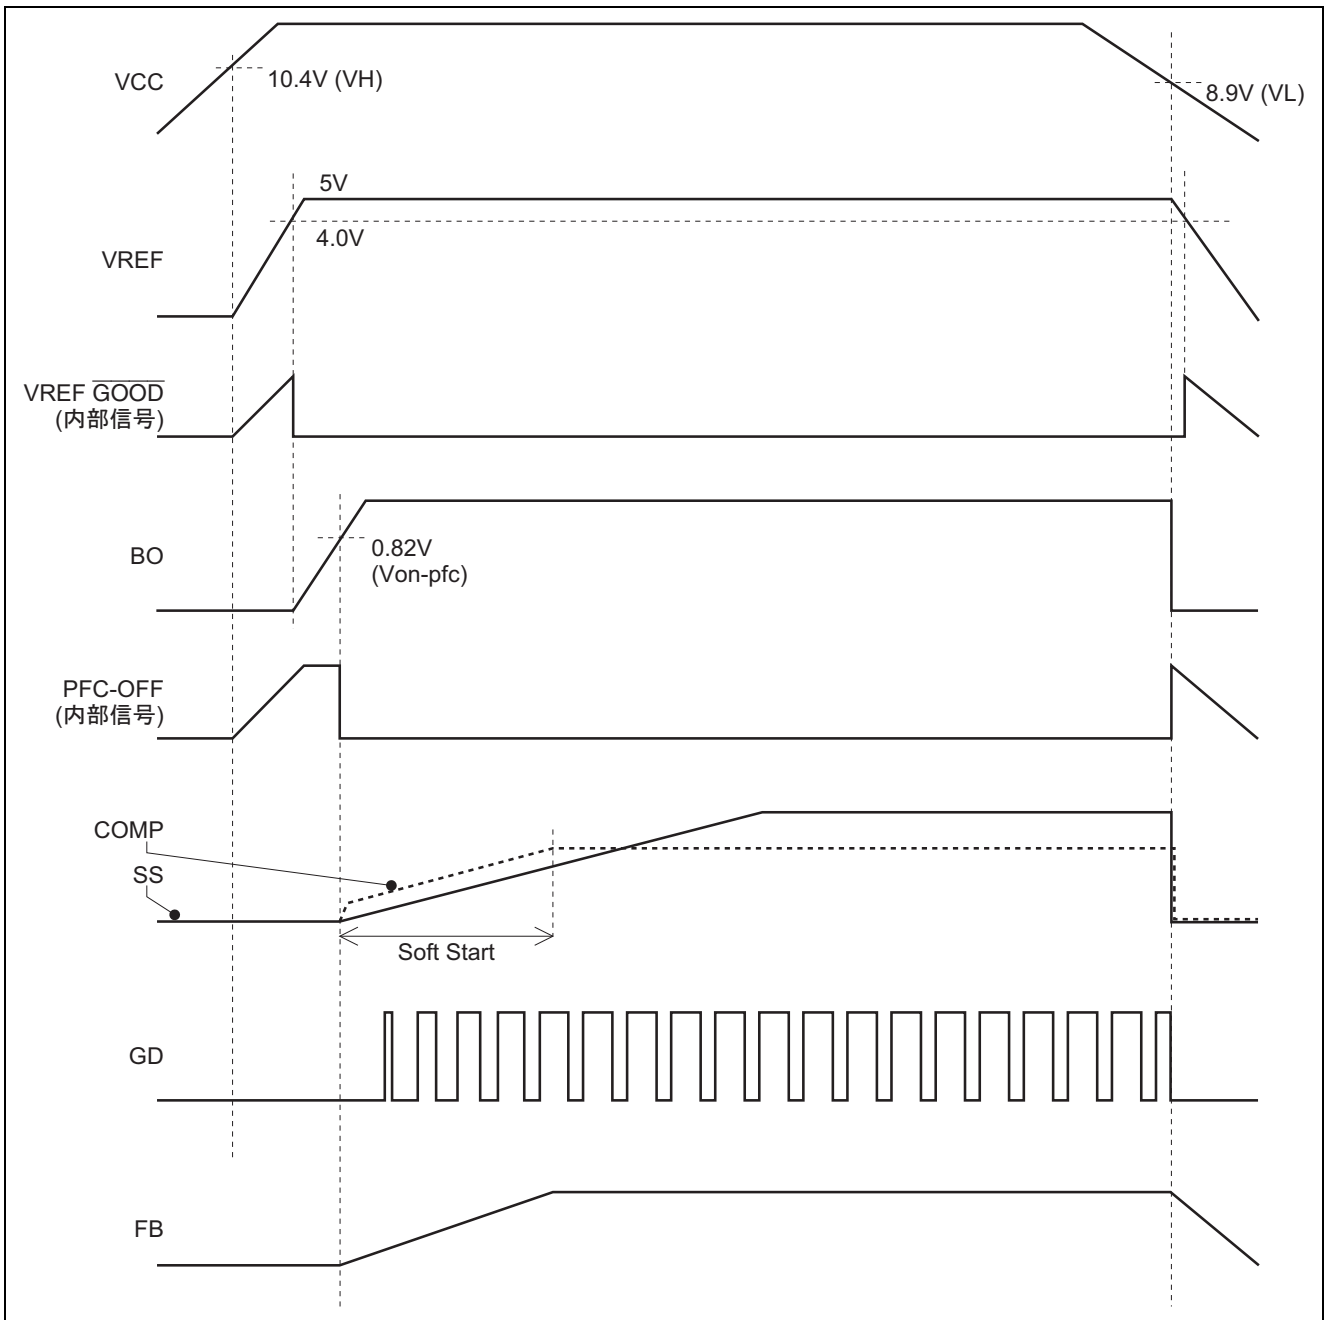 VCC
10.4V (VH)
8.9V (VL)
5V
4.0V
VREF
VREF G̅O̅O̅D̅
(内部信号)
BO
0.82V
(Von-pfc)
PFC-OFF
(内部信号)
COMP
SS
Soft Start
GD
FB